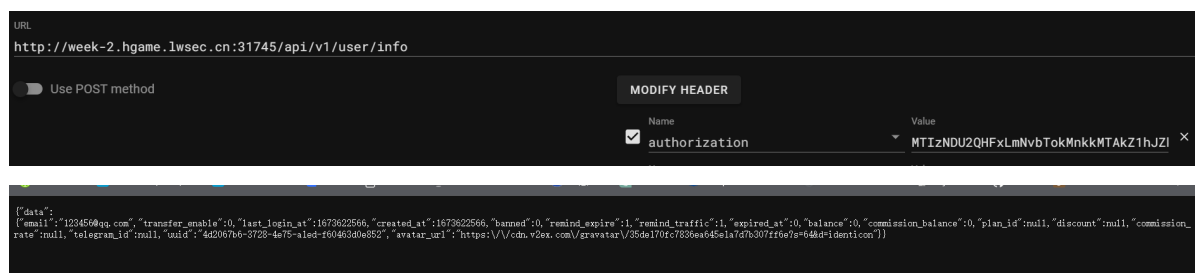 URL
http://week-2.hgame.lwsec.cn:31745/api/v1/user/info
Use POST method
MODIFY HEADER
Name
Value
authorization
MTIzNDU2QHFxLmNvbTokMnkkMTAkZ1hJZl
{"data":
{"email":"123456@qq.com","transfer_enable":0,"last_login_at":1673622566,"created_at":1673622566,"banned":0,"remind_expire":1,"remind_traffic":1,"expired_at":0,"balance":0,"commission_balance":0,"plan_id":null,"discount":null,"commission_
rate":null,"telegram_id":null,"uuid":"4d2067b6-3728-4e75-a1ed-f60463d0e852","avatar_url":"https:\/\/cdn.v2ex.com\/gravatar\/35de170fc7836ea645e1a7d7b307ff6e?s=64&d=identicon"}}